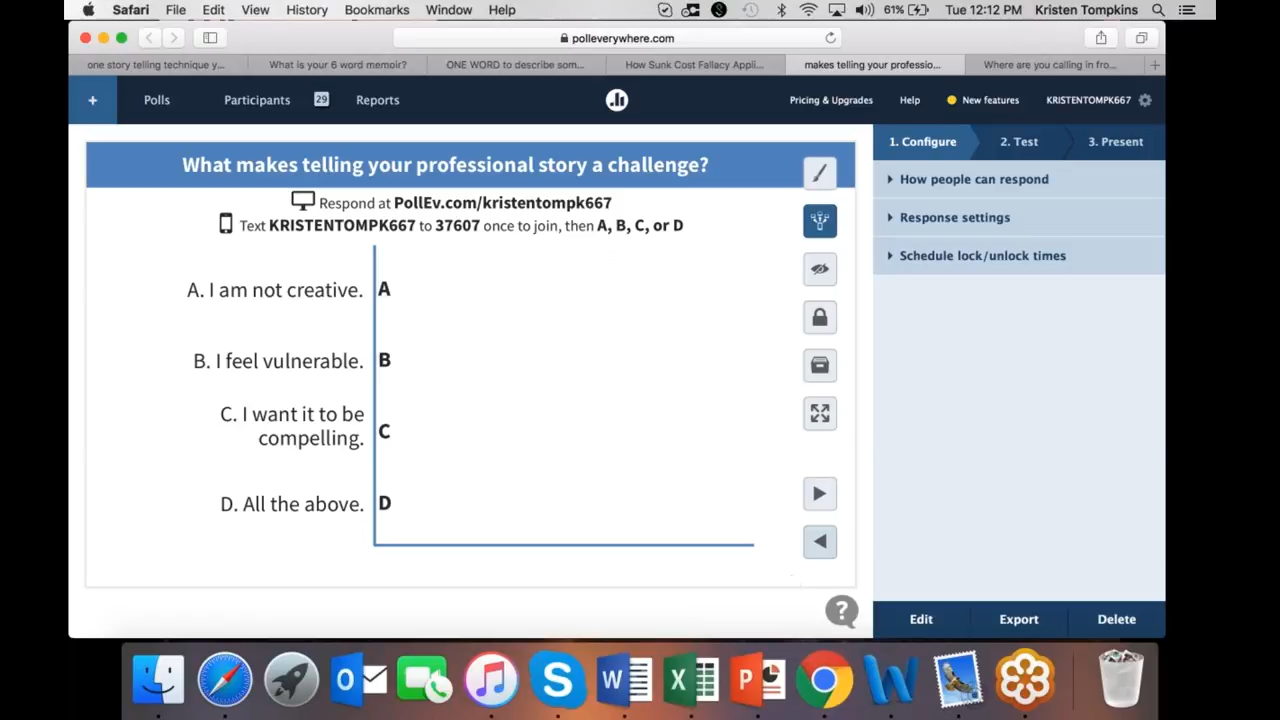 Safari File Edit View History Bookmarks Window Help 61% Tue 12:12 PM Kristen Tompkins
polleverywhere.com
one story telling technique y... What is your 6 word memoir? ONE WORD to describe som... How Sunk Cost Fallacy Appli... makes telling your professio... Where are you calling in fro... +
+ Polls Participants 29 Reports Pricing & Upgrades Help New features KRISTENTOMPK667
1. Configure 2. Test 3. Present
What makes telling your professional story a challenge?
How people can respond
Respond at PollEv.com/kristentompk667
Text KRISTENTOMPK667 to 37607 once to join, then A, B, C, or D
Response settings
Schedule lock/unlock times
A. I am not creative. A
B. I feel vulnerable. B
C. I want it to be
compelling. C
D. All the above. D
?
Edit Export Delete
O S W X P W